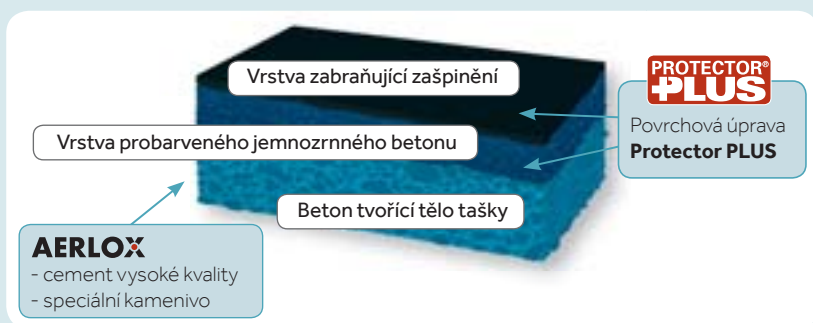 Vrstva zabraňující zašpinění
PROTECTOR®
PLUS
Povrchová úprava
Protector PLUS
Vrstva probarveného jemnozrnného betonu
Beton tvořící tělo tašky
AERLOX
- cement vysoké kvality
- speciální kamenivo